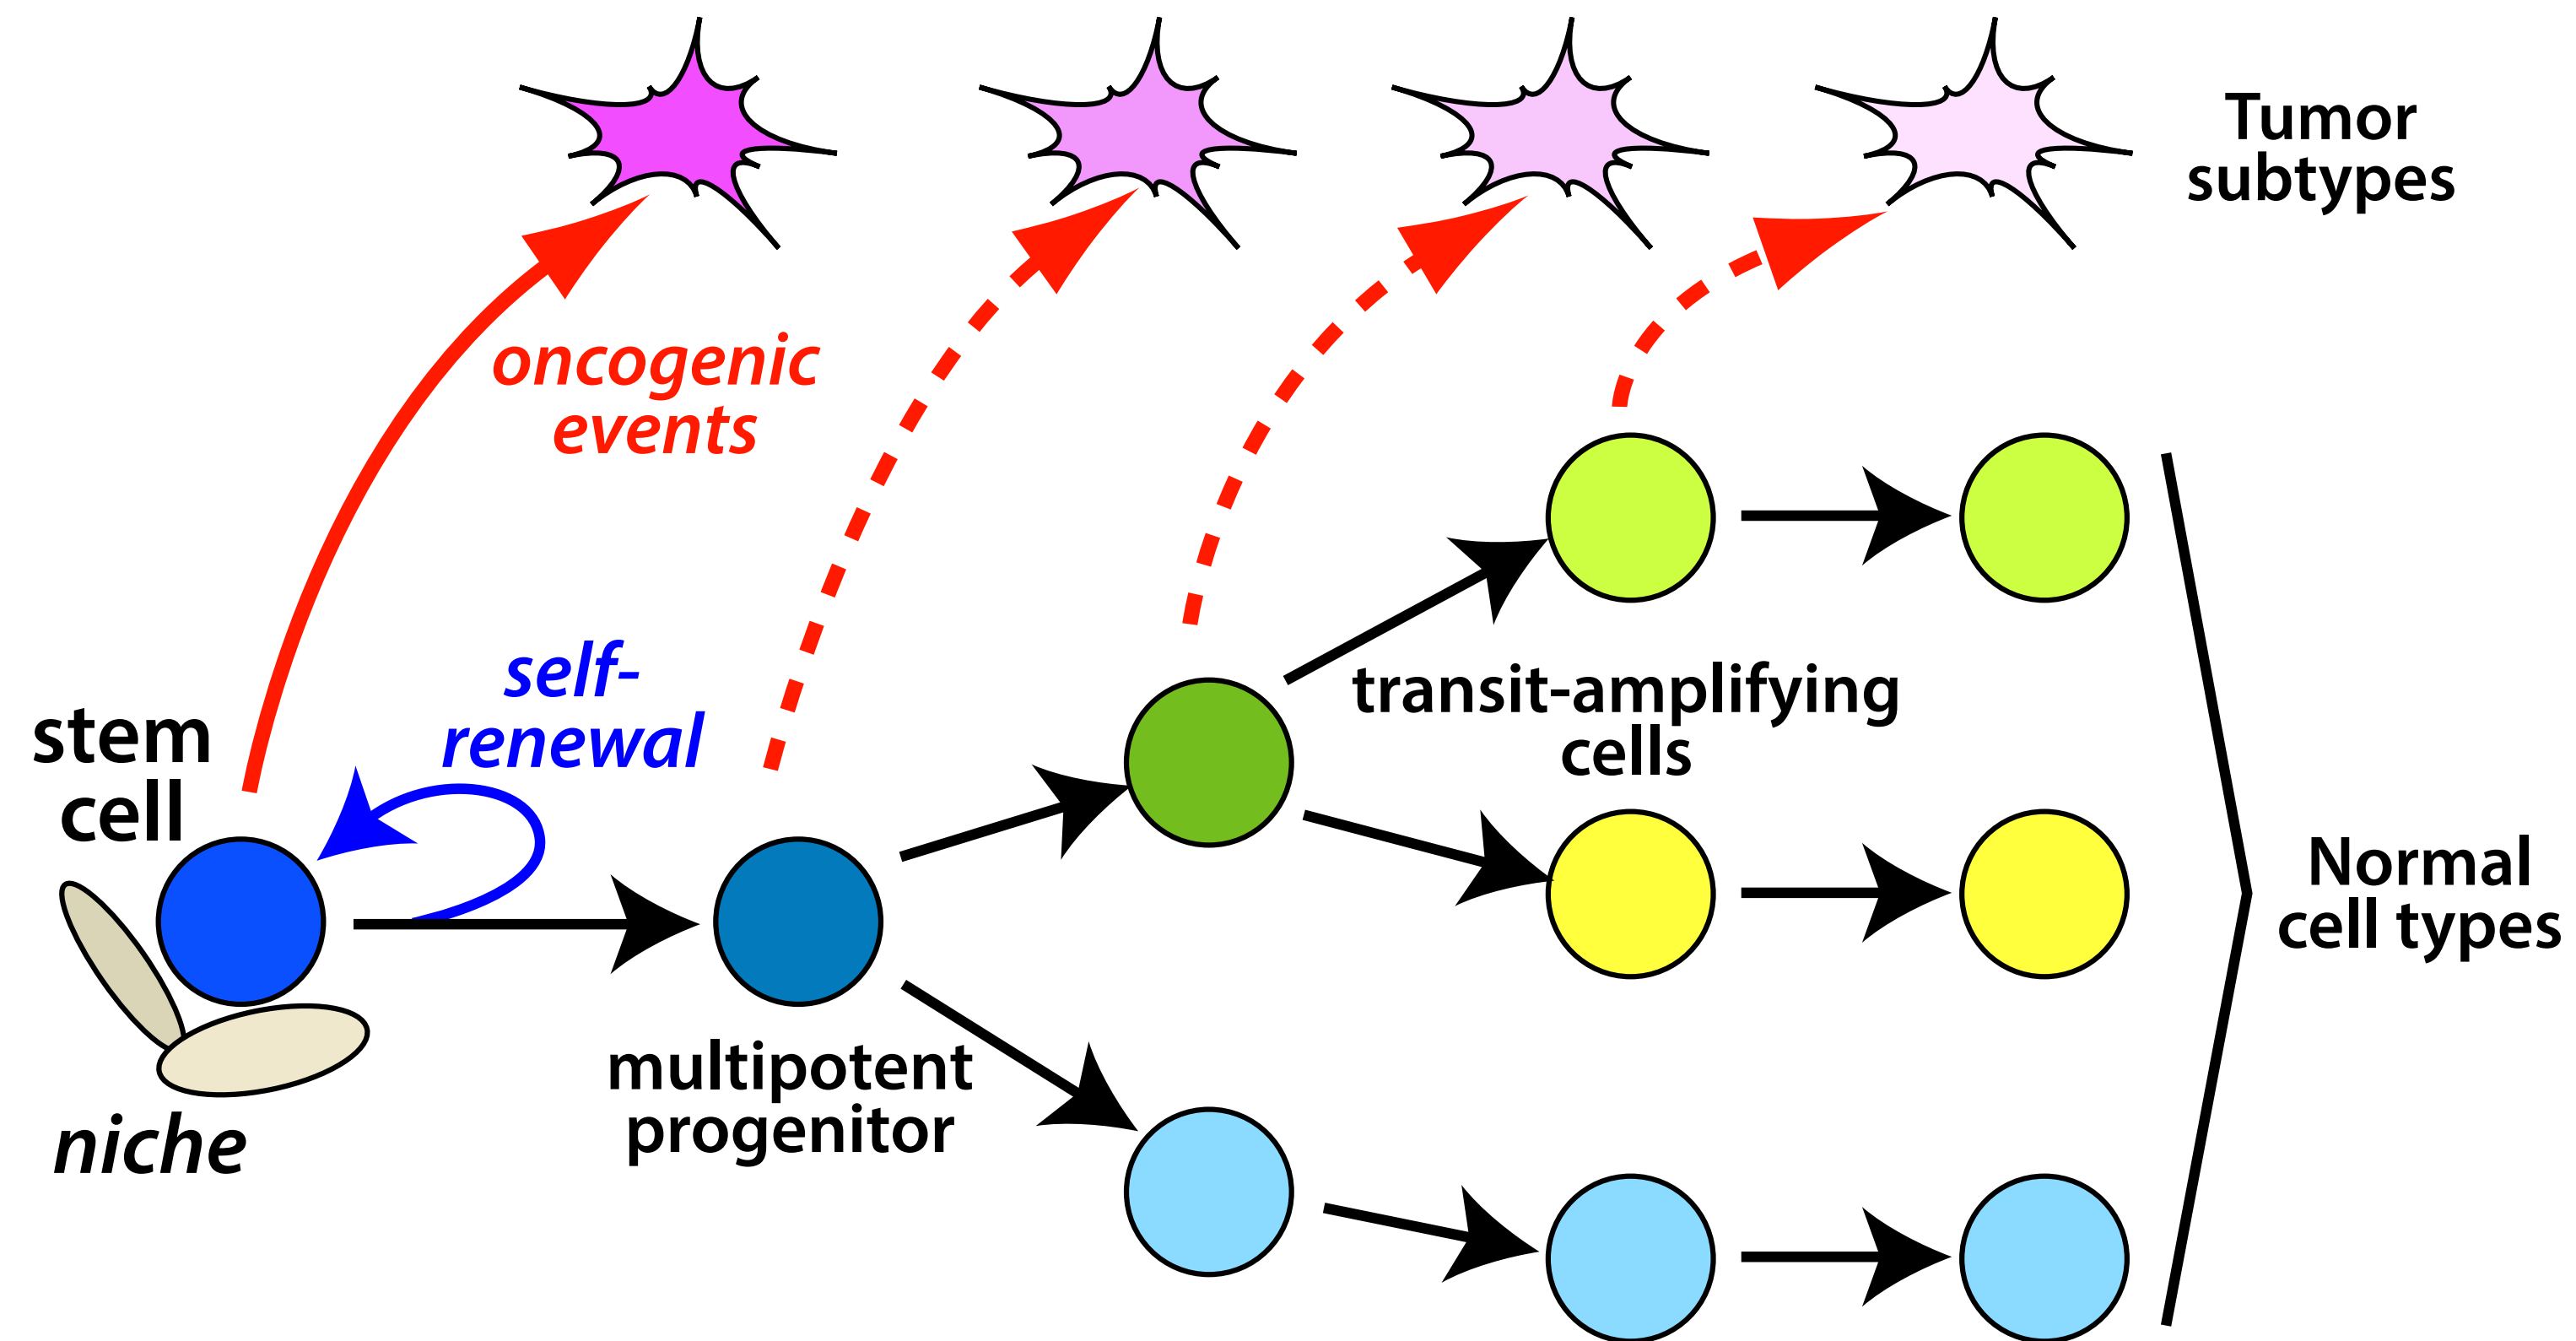 Tumor
subtypes
oncogenic
events
self-
renewal
stem
cell
transit-amplifying
cells
Normal
cell types
multipotent
progenitor
niche